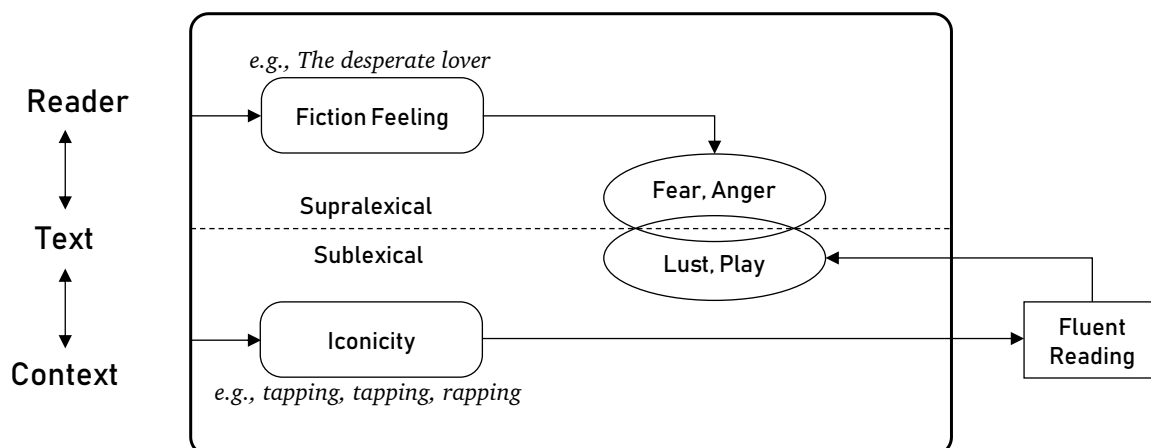 e.g., The desperate lover
Reader
Fiction Feeling
Fear, Anger
Supralexical
Text
Sublexical
Lust, Play
Iconicity
Fluent
Reading
Context
e.g., tapping, tapping, rapping